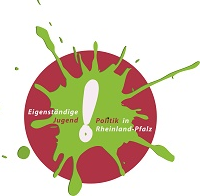 Eigenständige
Jugend Politik in
Rheinland-Pfalz